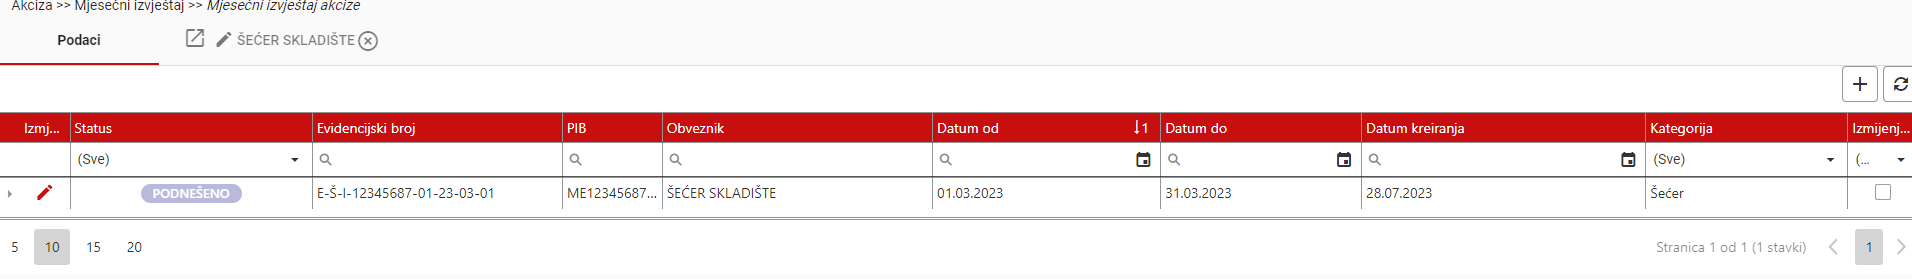 Akciza >> Mjesečni izvještaj >> Mjesečni izvještaj akcize
Podaci ŠEĆER SKLADIŠTE
Izmj... Status Evidencijski broj PIB Obveznik Datum od 1 Datum do Datum kreiranja Kategorija Izmijenj...
(Sve) (Sve) (...
PODNEŠENO E-Š-I-12345687-01-23-03-01 ME12345687... ŠEĆER SKLADIŠTE 01.03.2023 31.03.2023 28.07.2023 Šećer
5 10 15 20 Stranica 1 od 1 (1 stavki) 1